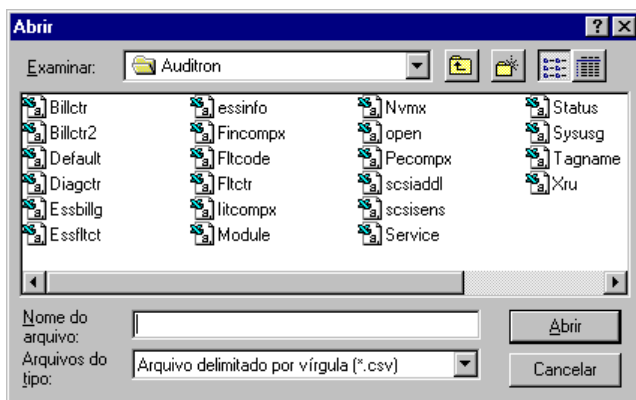 Abrir
Examinar: Auditron
Billctr essinfo Nvmx Status
Billctr2 Fincompx open Sysusg
Default Fltcode Pecompx Tagname
Diagctr Fltctr scsiaddl Xru
Essbillg Iitcompx scsisens
Essfltct Module Service
Nome do
arquivo:
Abrir
Arquivos do
tipo:
Arquivo delimitado por vírgula (*.csv)
Cancelar